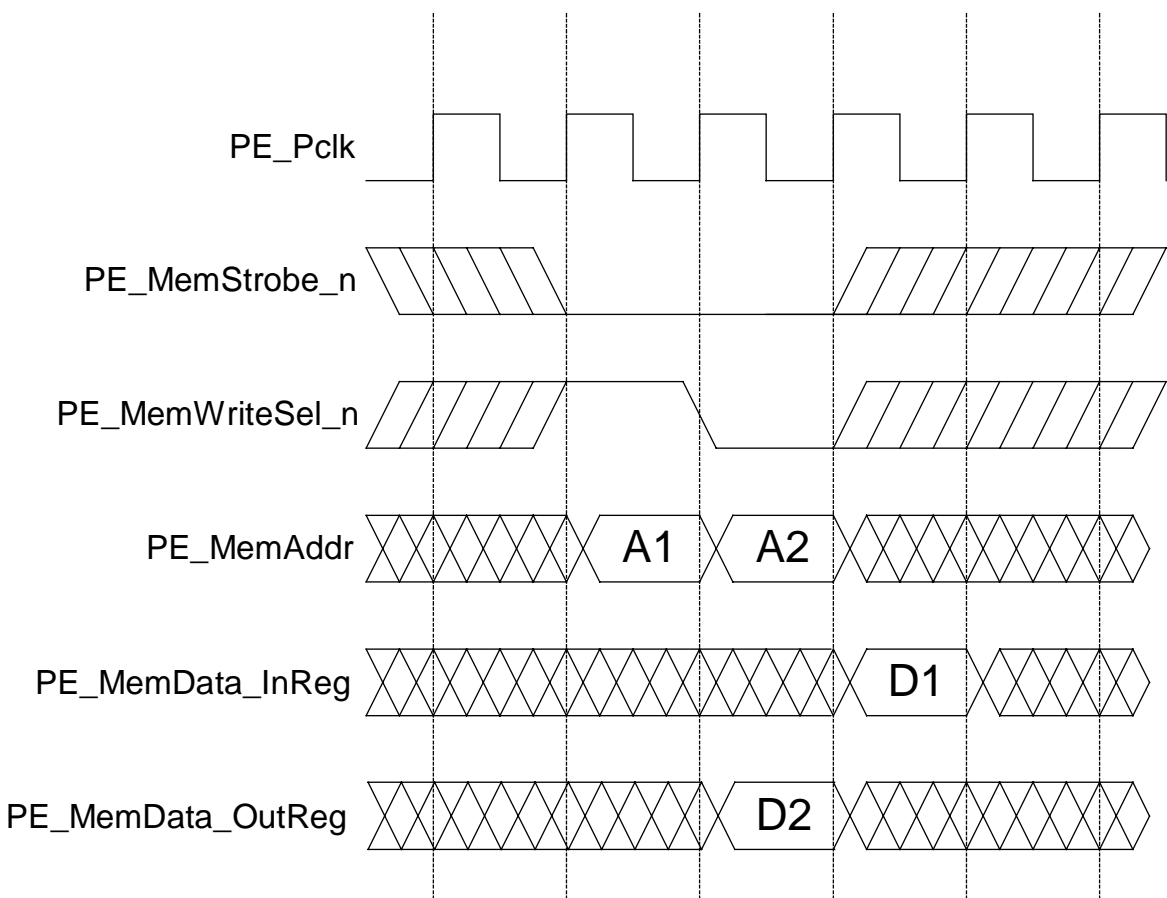 PE_Pclk
PE_MemStrobe_n
PE_MemWriteSel_n
PE_MemAddr A1 A2
PE_MemData_InReg D1
PE_MemData_OutReg D2